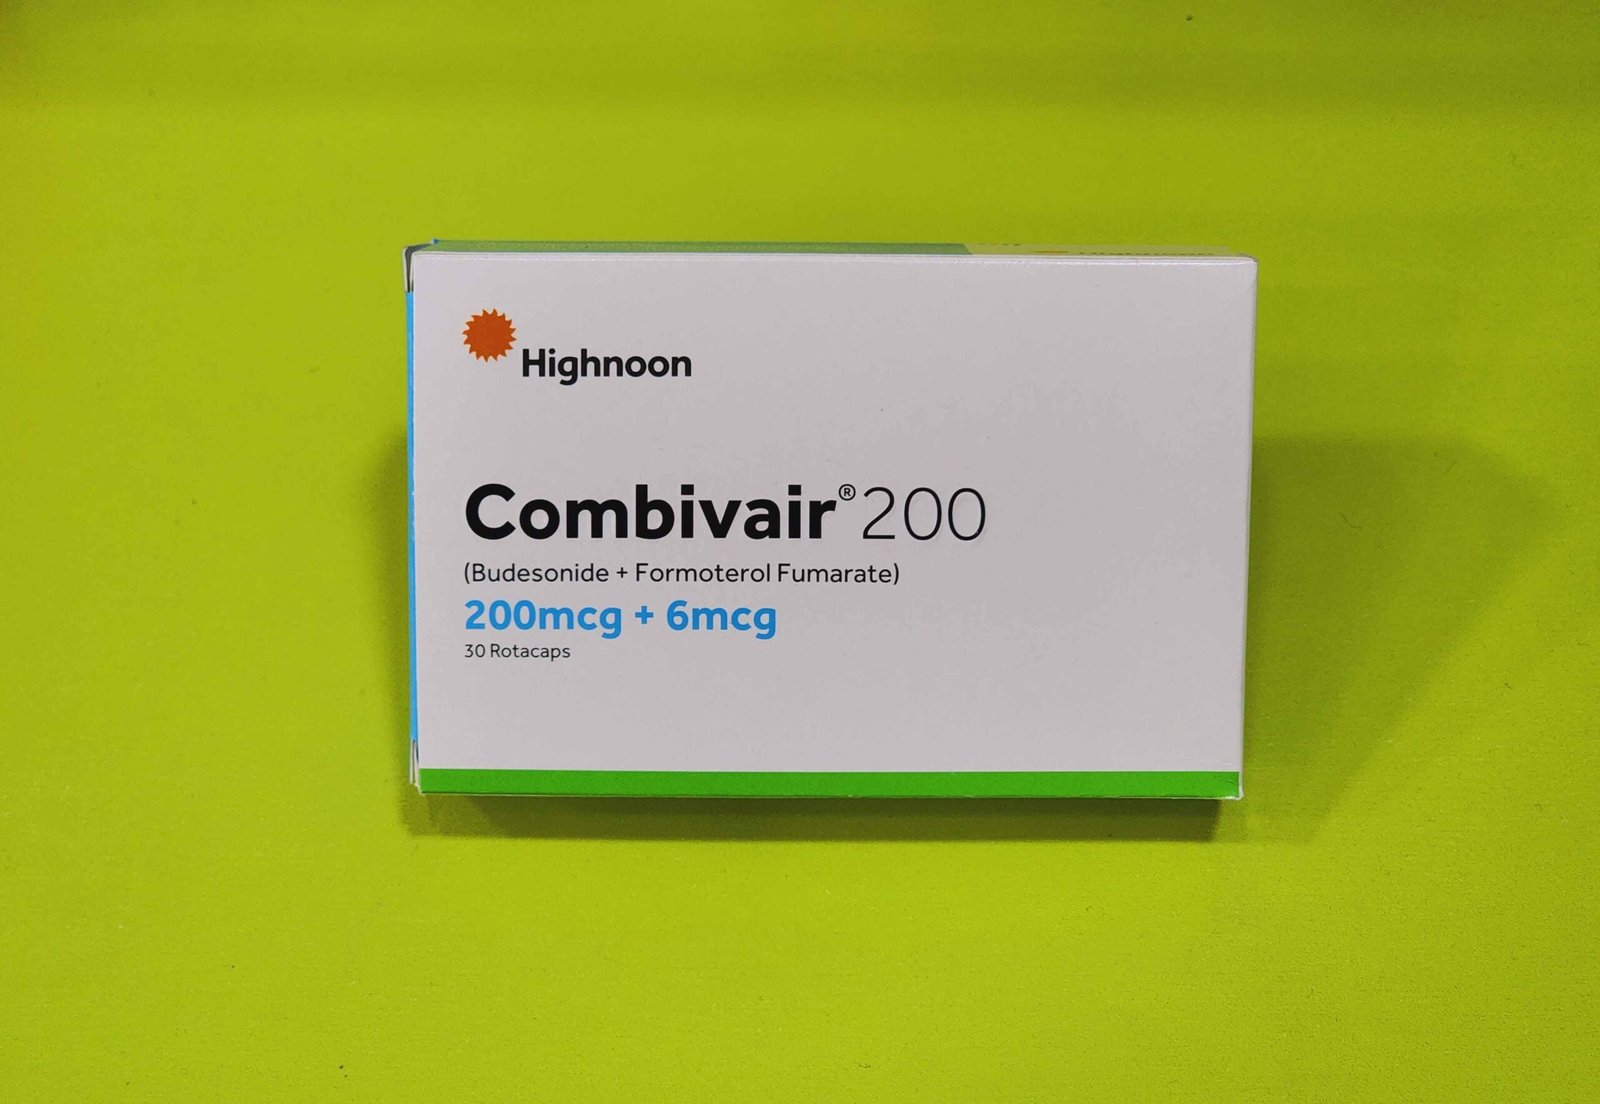 Highnoon
Combivair® 200
(Budesonide + Formoterol Fumarate)
200mcg + 6mcg
30 Rotacaps